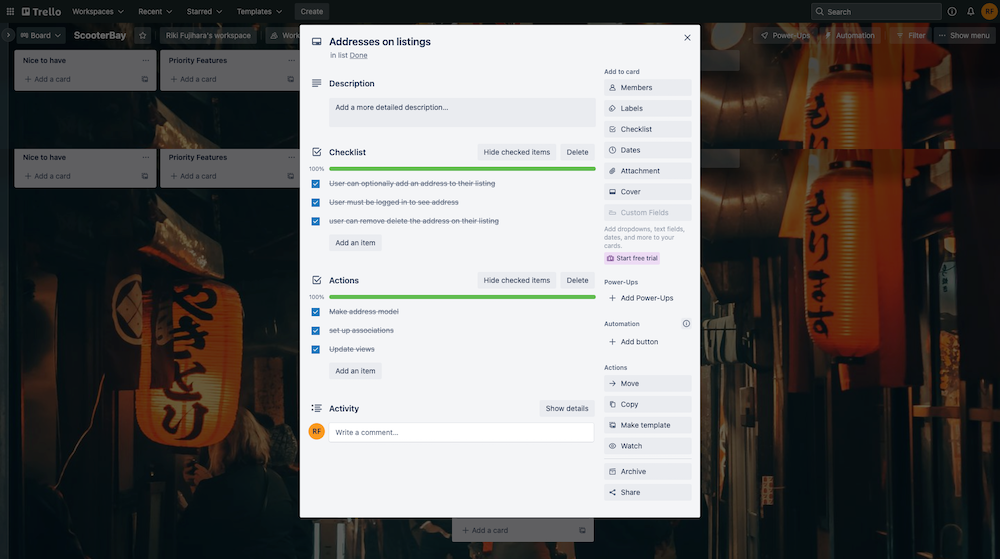 Trello
Workspaces
Recent
Starred
Templates
Create
Search
RF
Board
ScooterBay
Riki Fujihara's workspace
Work
Power-Ups
Automation
Filter
Show menu
Nice to have
Priority Features
+ Add a card
+ Add a card
Nice to have
Priority Features
+ Add a card
+ Add a card
Addresses on listings
in list Done
Description
Add a more detailed description...
Checklist
Hide checked items
Delete
100%
User can optionally add an address to their listing
User must be logged in to see address
user can remove delete the address on their listing
Add an item
Actions
Hide checked items
Delete
100%
Make address model
set up associations
Update views
Add an item
Activity
Show details
RF
Write a comment...
Add to card
Members
Labels
Checklist
Dates
Attachment
Cover
Custom Fields
Add dropdowns, text fields,
dates, and more to your
cards.
Start free trial
Power-Ups
+ Add Power-Ups
Automation
+ Add button
Actions
Move
Copy
Make template
Watch
Archive
Share
+ Add a card
やきとり
もります